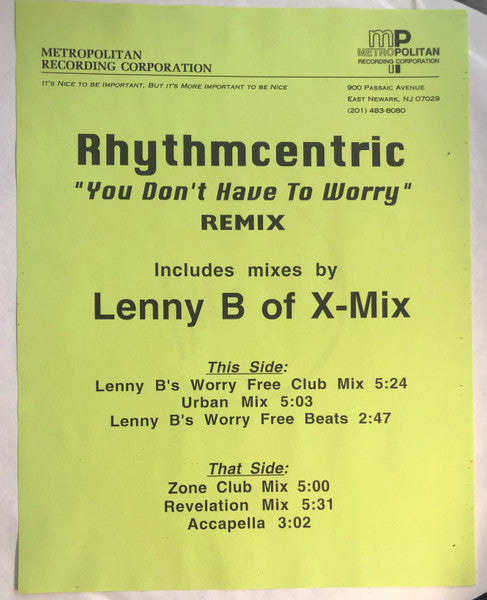 METROPOLITAN
RECORDING CORPORATION
IT'S NICE TO BE IMPORTANT, BUT IT'S MORE IMPORTANT TO BE NICE
mp
METROPOLITAN
RECORDING CORPORATION
900 PASSAIC AVENUE
EAST NEWARK, NJ 07029
(201) 483-8080
Rhythmcentric
"You Don't Have To Worry"
REMIX
Includes mixes by
Lenny B of X-Mix
This Side:
Lenny B's Worry Free Club Mix 5:24
Urban Mix 5:03
Lenny B's Worry Free Beats 2:47
That Side:
Zone Club Mix 5:00
Revelation Mix 5:31
Accapella 3:02